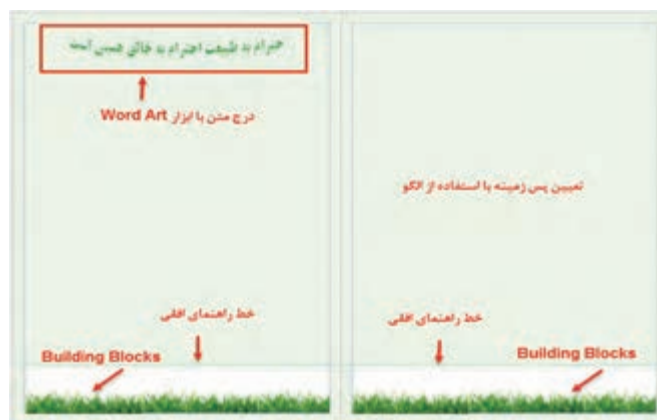 احترام به طبیعت احترام به خالق هستی است
درج متن با ابزار Word Art
تعیین پس زمینه با استفاده از الگو
خط راهنمای افقی
خط راهنمای افقی
Building Blocks
Building Blocks